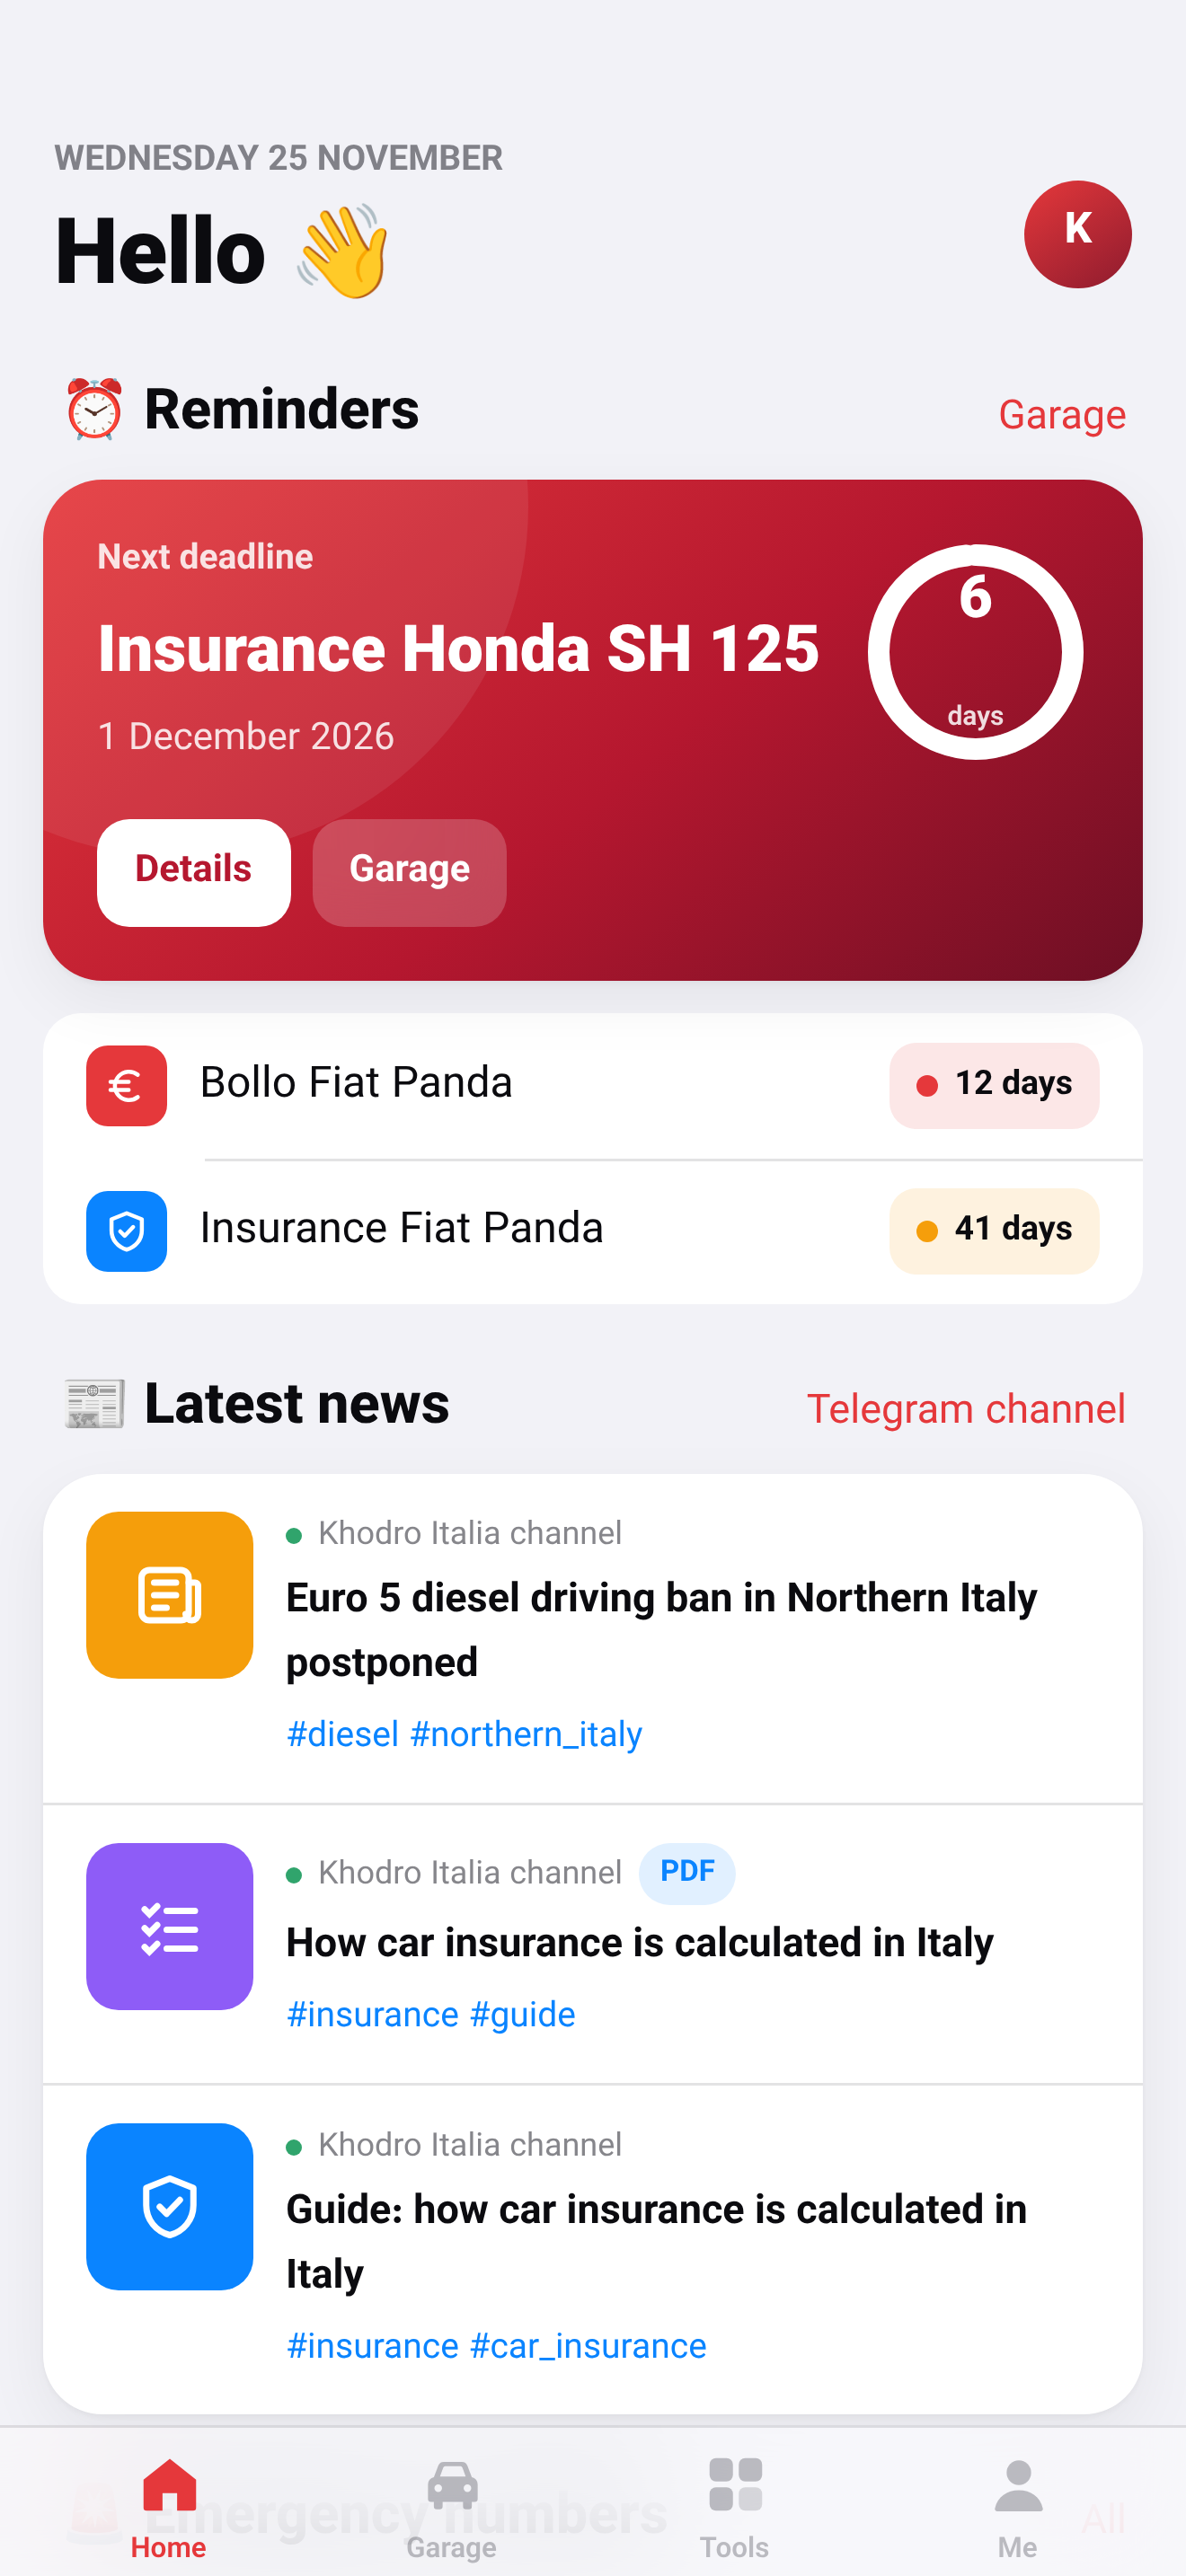 WEDNESDAY 25 NOVEMBER
Hello 👋
K
⏰ Reminders
Garage
Next deadline
Insurance Honda SH 125
1 December 2026
6
days
Details
Garage
Bollo Fiat Panda
12 days
Insurance Fiat Panda
41 days
📰 Latest news
Telegram channel
Khodro Italia channel
Euro 5 diesel driving ban in Northern Italy
postponed
#diesel #northern_italy
Khodro Italia channel
PDF
How car insurance is calculated in Italy
#insurance #guide
Khodro Italia channel
Guide: how car insurance is calculated in
Italy
#insurance #car_insurance
Emergency numbers
All
Home
Garage
Tools
Me